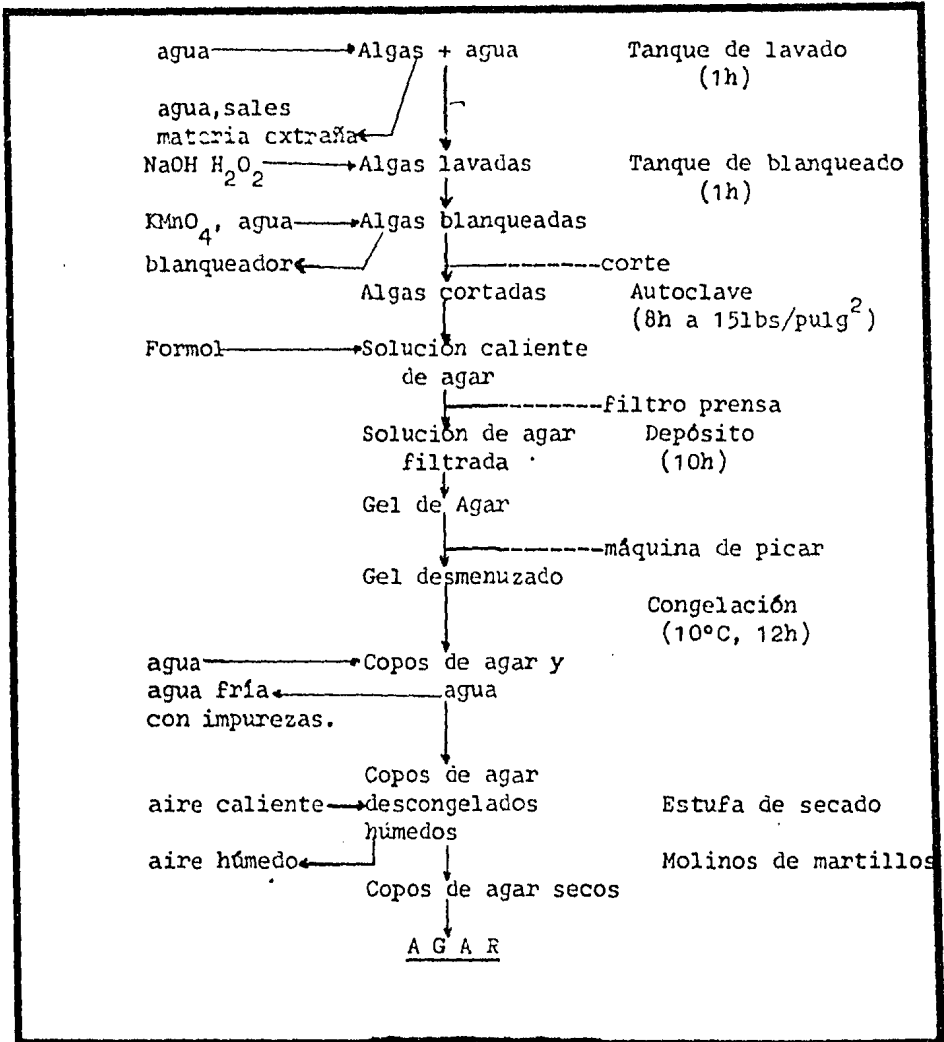 agua Algas + agua Tanque de lavado
(1h)
agua,sales
materia extraña
NaOH H2O2 Algas lavadas Tanque de blanqueado
(1h)
KMnO4, agua Algas blanqueadas
blanqueador corte
Algas cortadas Autoclave
(8h a 15lbs/pulg2)
Formol Solución caliente
de agar
filtro prensa
Solución de agar Depósito
filtrada (10h)
Gel de Agar
máquina de picar
Gel desmenuzado
Congelación
(10°C, 12h)
agua Copos de agar y
agua fría agua
con impurezas.
Copos de agar
aire caliente descongelados Estufa de secado
húmedos
aire húmedo Molinos de martillos
Copos de agar secos
A G A R